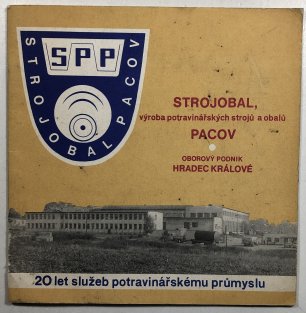 SPP
STROJOBAL PACOV
STROJOBAL,
výroba potravinářských strojů a obalů
PACOV
OBOROVÝ PODNIK
HRADEC KRÁLOVÉ
20 let služeb potravinářskému průmyslu